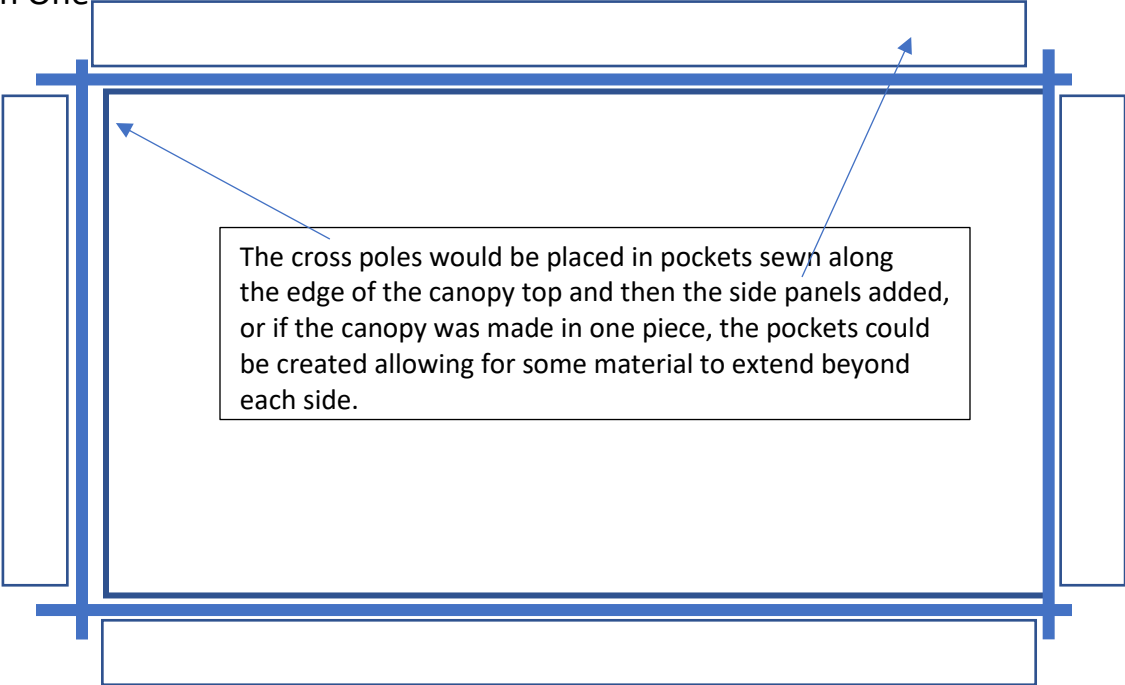 n One
The cross poles would be placed in pockets sewn along
the edge of the canopy top and then the side panels added,
or if the canopy was made in one piece, the pockets could
be created allowing for some material to extend beyond
each side.